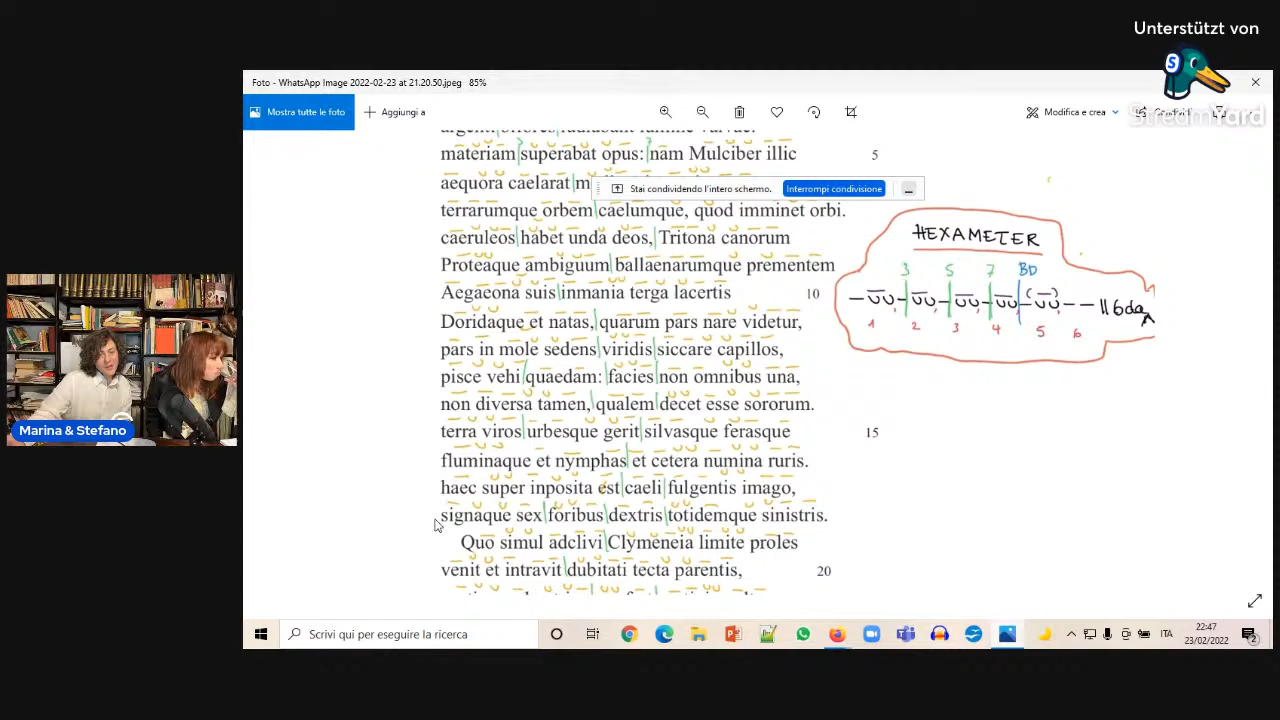 Unterstützt von
StreamYard
Foto - WhatsApp Image 2022-02-23 at 21.20.50.jpeg 85%
Mostra tutte le foto
Aggiungi a
Modifica e crea
materiam superabat opus: nam Mulciber illic 5
aequora caelarat
Stai condividendo l'intero schermo. Interrompi condivisione
terrarumque orbem caelumque, quod imminet orbi.
caeruleos habet unda deos, Tritona canorum
Proteaque ambiguum ballaenarumque prementem
Aegaeona suis inmania terga lacertis 10
Doridaque et natas, quarum pars nare videtur,
pars in mole sedens viridis siccare capillos,
pisce vehi quaedam: facies non omnibus una,
non diversa tamen, qualem decet esse sororum.
terra viros urbesque gerit silvasque ferasque 15
fluminaque et nymphas et cetera numina ruris.
haec super inposita est caeli fulgentis imago,
signaque sex foribus dextris totidemque sinistris.
Quo simul adclivi Clymeneia limite proles
venit et intravit dubitati tecta parentis, 20
HEXAMETER
3 5 7 BD
6da
1 2 3 4 5 6
Marina & Stefano
Scrivi qui per eseguire la ricerca
ITA
22:47
23/02/2022
2